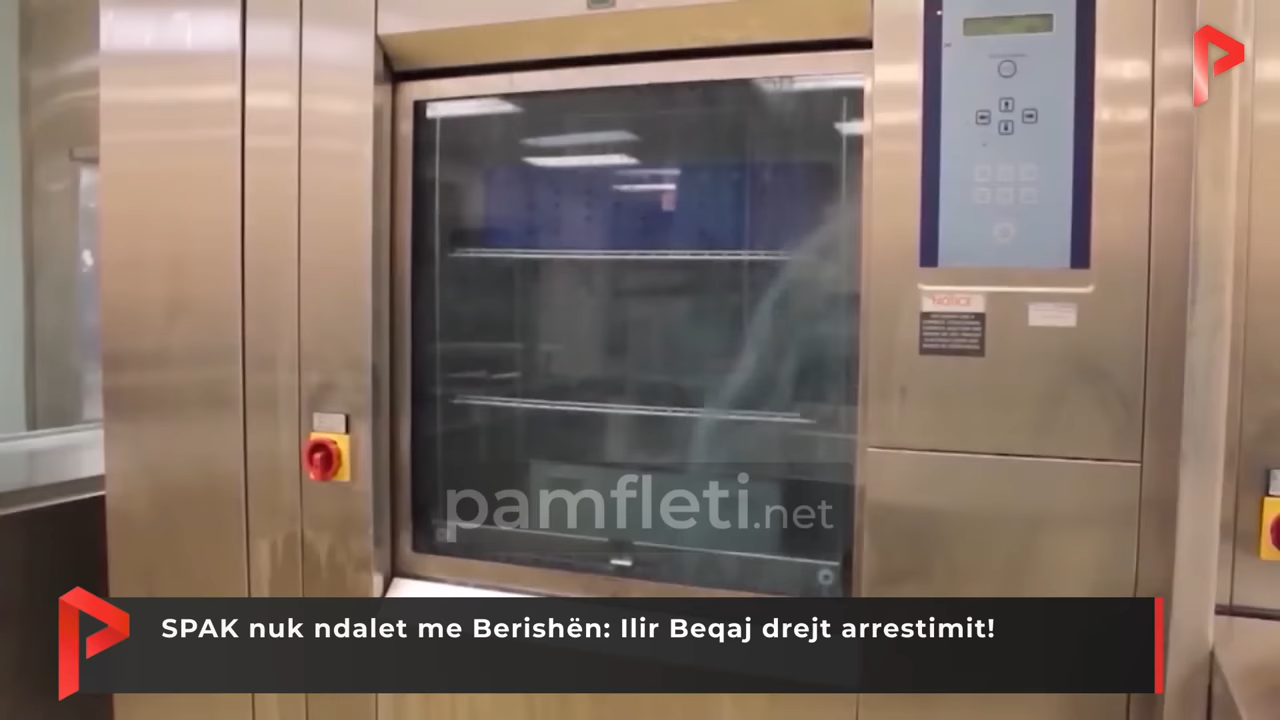 NOTICE
pamfleti.net
SPAK nuk ndalet me Berishën: Ilir Beqaj drejt arrestimit!